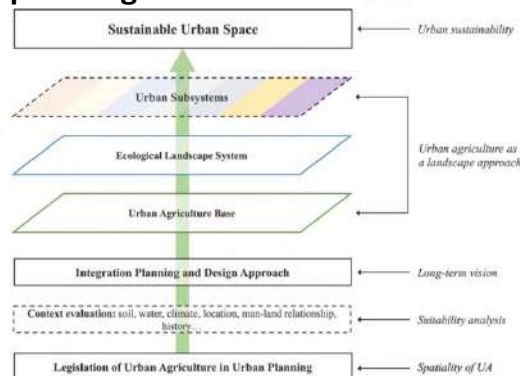 Sustainable Urban Space
Urban sustainability
Urban Subsystems
Ecological Landscape System
Urban agriculture as
a landscape approach
Urban Agriculture Base
Integration Planning and Design Approach
Long-term vision
Context evaluation: soil, water, climate, location, man-land relationship,
history...
Suitability analysis
Legislation of Urban Agriculture in Urban Planning
Spatiality of UA